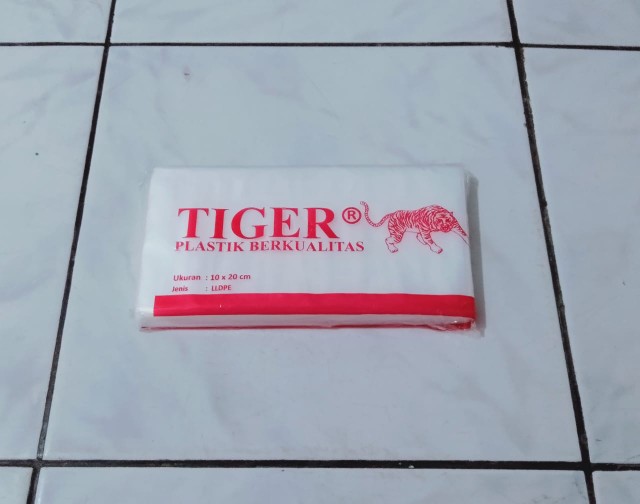 TIGER®
PLASTIK BERKUALITAS
Ukuran : 10 x 20 cm
Jenis : LLDPE